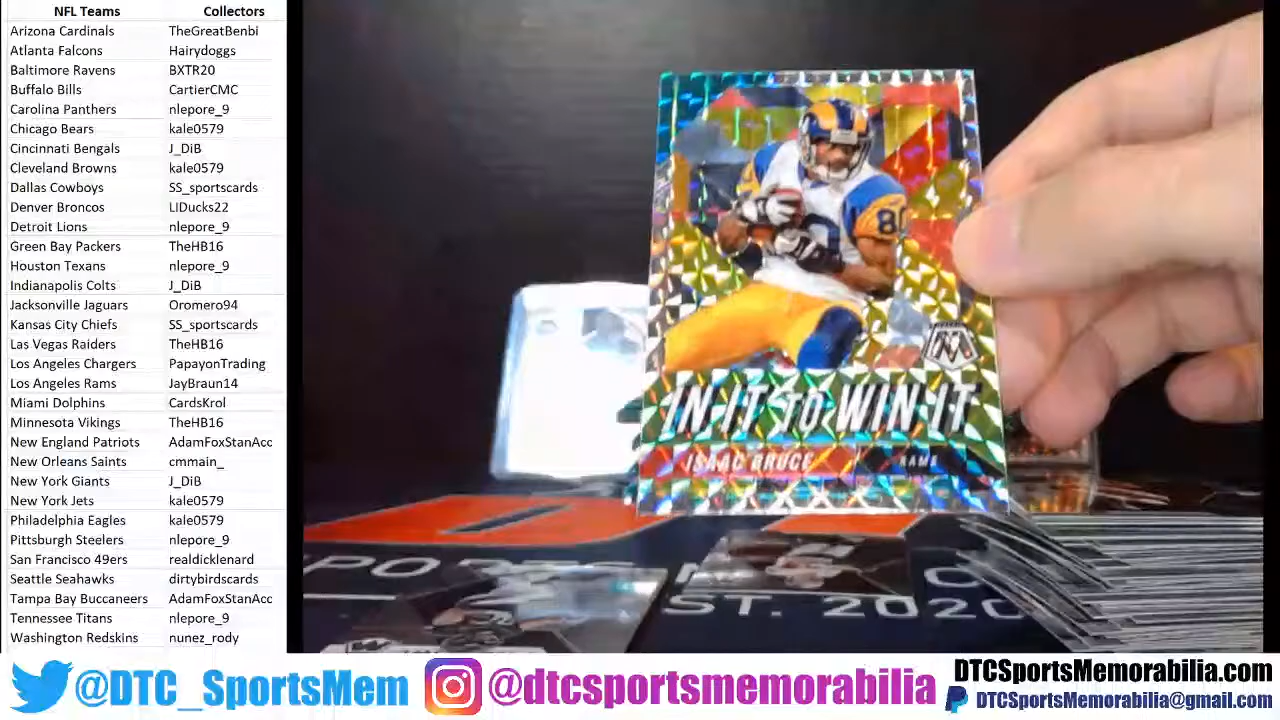 NFL Teams Collectors
Arizona Cardinals TheGreatBenbi
Atlanta Falcons Hairydoggs
Baltimore Ravens BXTR20
Buffalo Bills CartierCMC
Carolina Panthers nlepore_9
Chicago Bears kale0579
Cincinnati Bengals J_DiB
Cleveland Browns kale0579
Dallas Cowboys SS_sportscards
Denver Broncos LIDucks22
Detroit Lions nlepore_9
Green Bay Packers TheHB16
Houston Texans nlepore_9
Indianapolis Colts J_DiB
Jacksonville Jaguars Oromero94
Kansas City Chiefs SS_sportscards
Las Vegas Raiders TheHB16
Los Angeles Chargers PapayonTrading
Los Angeles Rams JayBraun14
Miami Dolphins CardsKrol
Minnesota Vikings TheHB16
New England Patriots AdamFoxStanAcc
New Orleans Saints cmmain_
New York Giants J_DiB
New York Jets kale0579
Philadelphia Eagles kale0579
Pittsburgh Steelers nlepore_9
San Francisco 49ers realdicklenard
Seattle Seahawks dirtybirdscards
Tampa Bay Buccaneers AdamFoxStanAcc
Tennessee Titans nlepore_9
Washington Redskins nunez_rody
80
IN IT TO WIN IT
ISAAC BRUCE RAMS
ST. 2020
@DTC_SportsMem @dtcsportsmemorabilia
DTCSportsMemorabilia.com
DTCSportsMemorabilia@gmail.com